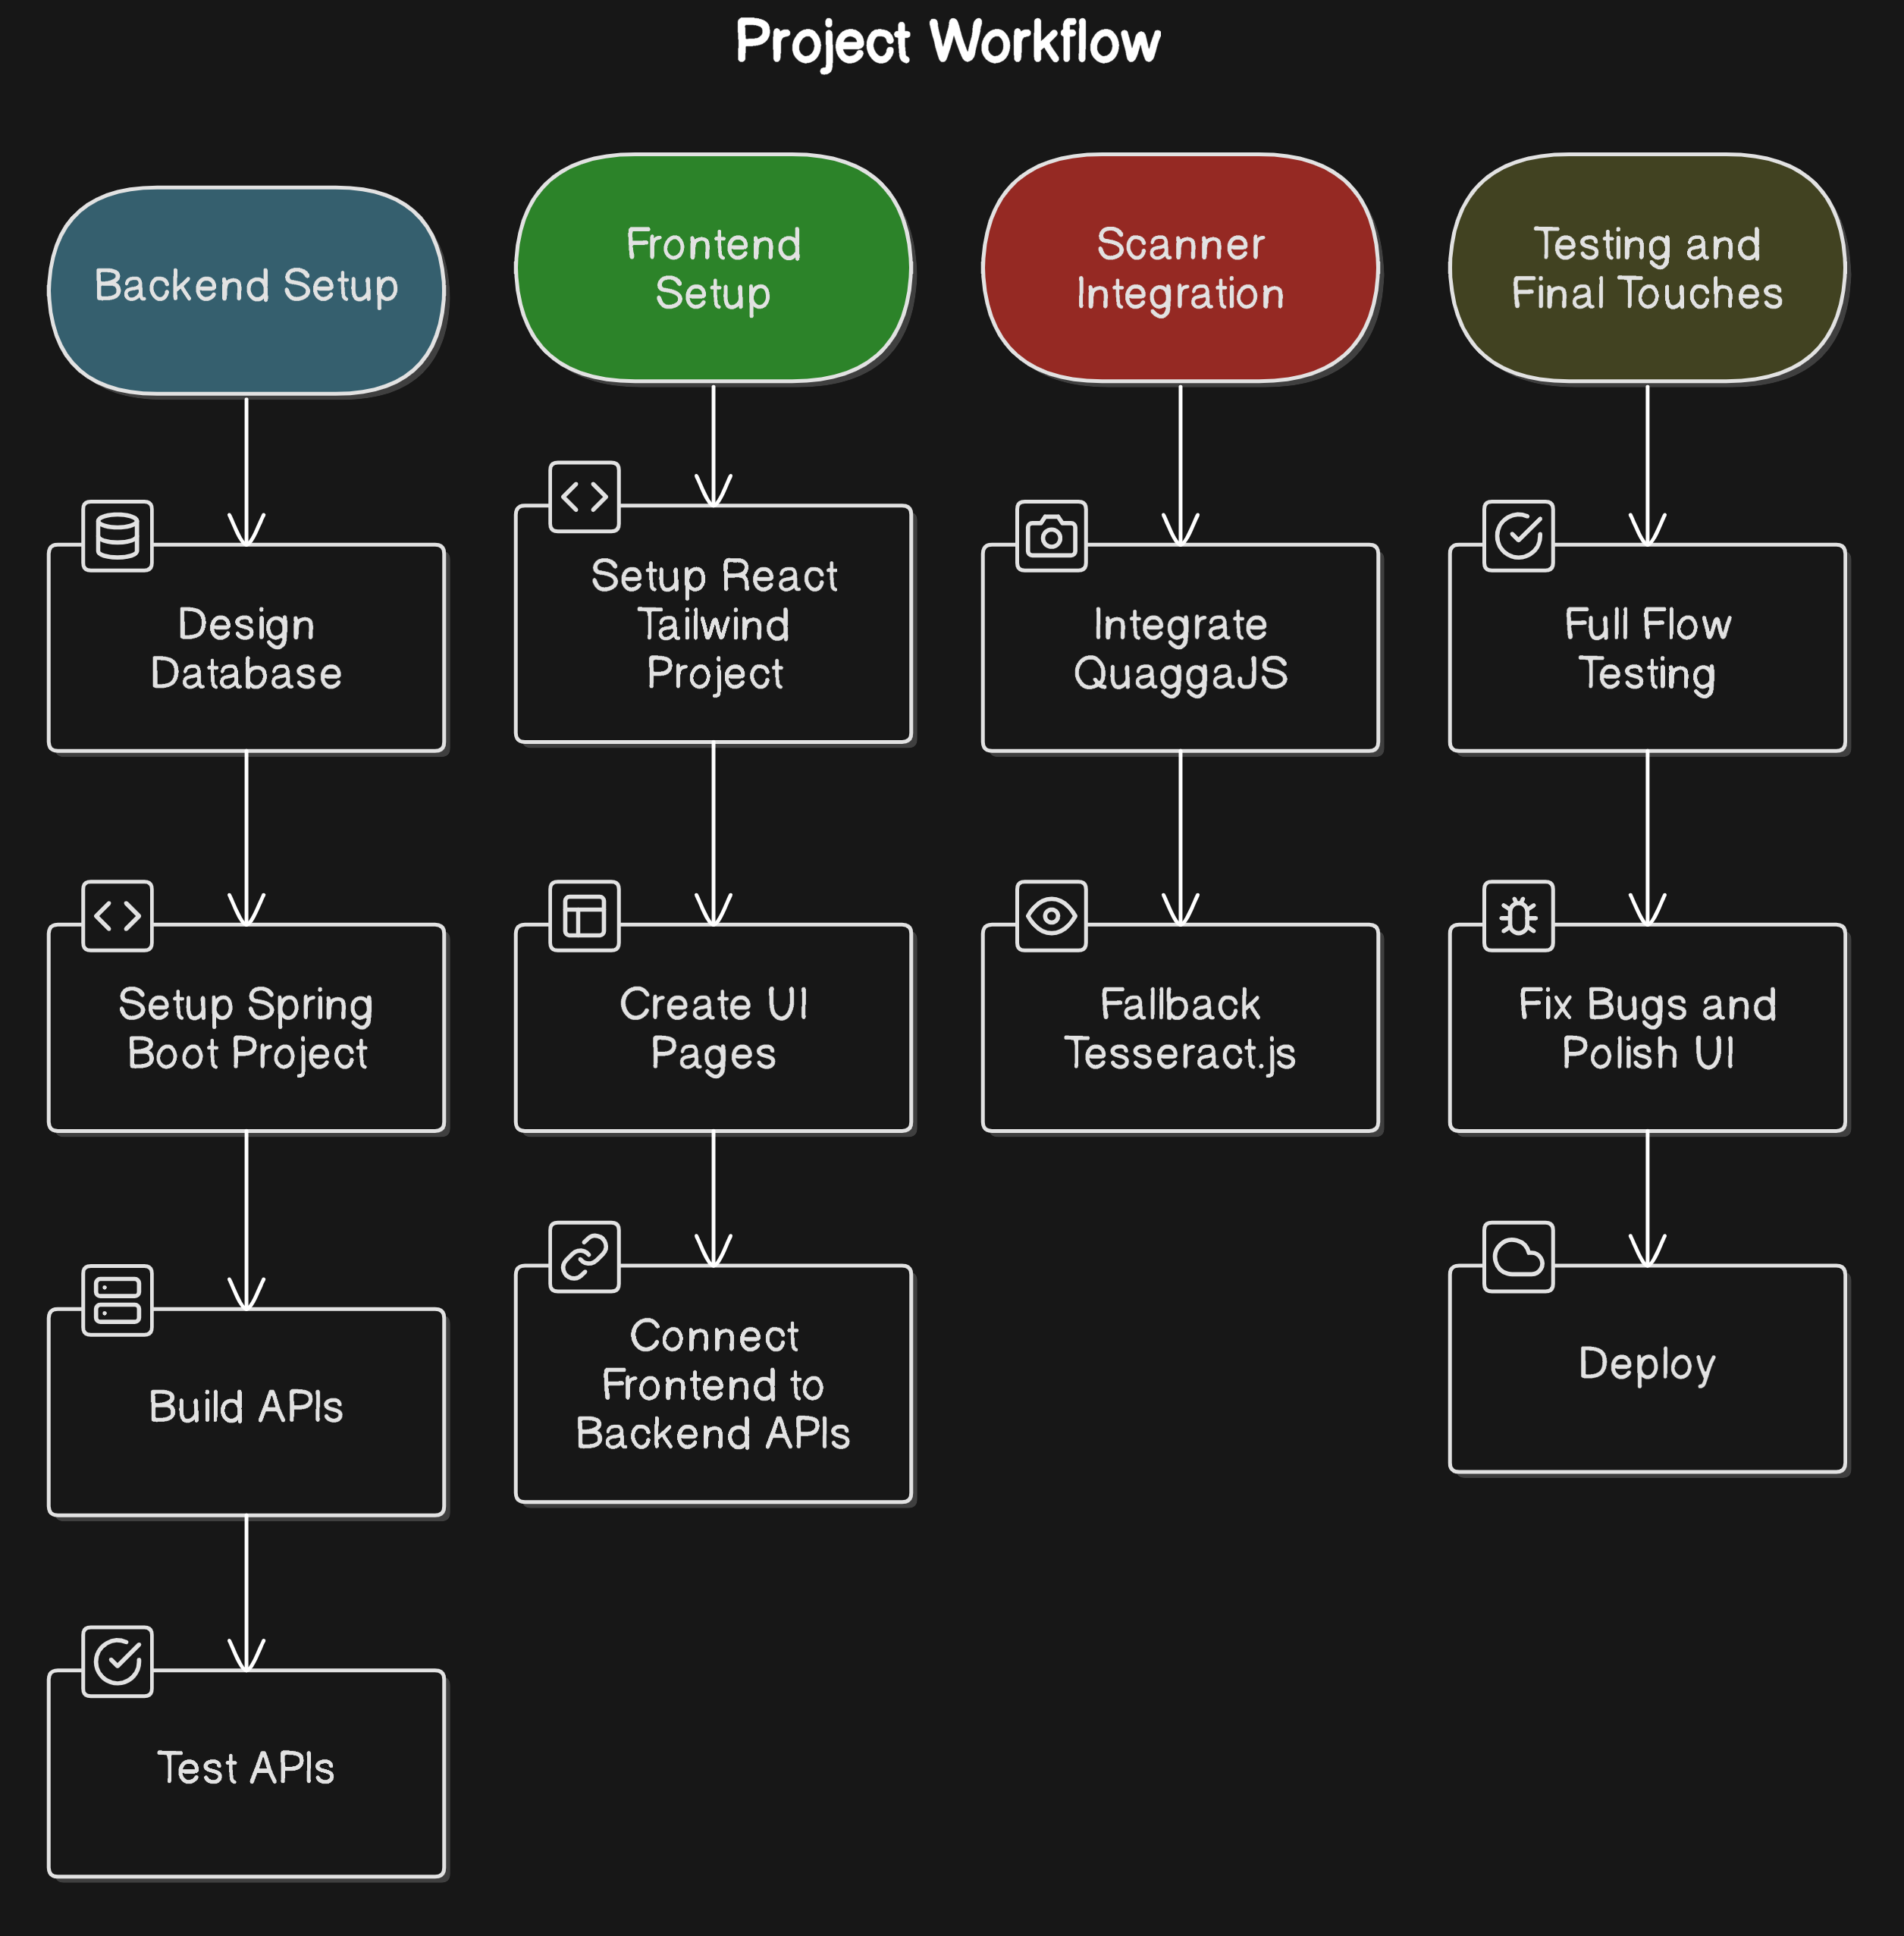 Project Workflow
Backend Setup
Design
Database
Setup Spring
Boot Project
Build APIs
Test APIs
Frontend
Setup
Setup React
Tailwind
Project
Create UI
Pages
Connect
Frontend to
Backend APIs
Scanner
Integration
Integrate
QuaggaJS
Fallback
Tesseract.js
Testing and
Final Touches
Full Flow
Testing
Fix Bugs and
Polish UI
Deploy